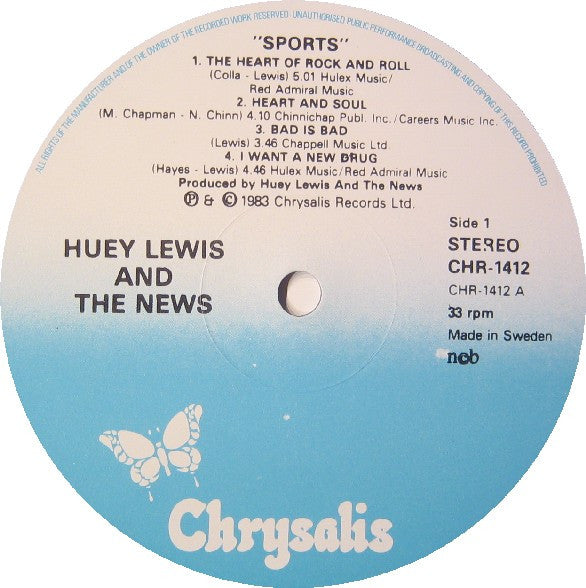 ALL RIGHTS OF THE MANUFACTURER AND OF THE OWNER OF THE RECORDED WORK RESERVED. UNAUTHORISED PUBLIC PERFORMANCE BROADCASTING AND COPYING OF THIS RECORD PROHIBITED
"SPORTS"
1. THE HEART OF ROCK AND ROLL
(Colla - Lewis) 5.01 Hulex Music/
Red Admiral Music
2. HEART AND SOUL
(M. Chapman - N. Chinn) 4.10 Chinnichap Publ. Inc./Careers Music Inc.
3. BAD IS BAD
(Lewis) 3.46 Chappell Music Ltd.
4. I WANT A NEW DRUG
(Hayes - Lewis) 4.46 Hulex Music/Red Admiral Music
Produced by Huey Lewis And The News
℗ & © 1983 Chrysalis Records Ltd.
HUEY LEWIS
AND
THE NEWS
Side 1
STEREO
CHR-1412
CHR-1412 A
33 rpm
Made in Sweden
ncb
Chrysalis